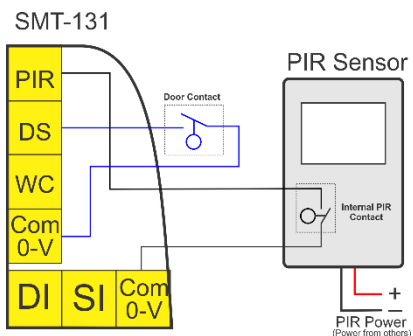 SMT-131
PIR Sensor
PIR
DS
WC
Com
0-V
DI
SI
Com
0-V
Door Contact
Internal PIR
Contact
+
–
PIR Power
(Power from others)